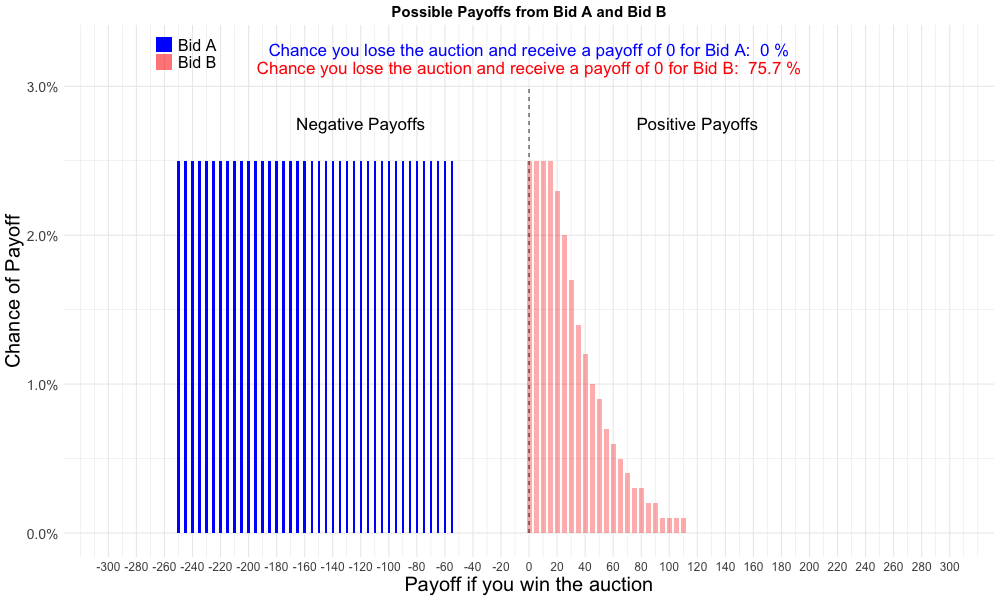 Possible Payoffs from Bid A and Bid B
Bid A
Bid B
Chance you lose the auction and receive a payoff of 0 for Bid A:  0 %
Chance you lose the auction and receive a payoff of 0 for Bid B:  75.7 %
Negative Payoffs
Positive Payoffs
Chance of Payoff
3.0%
2.0%
1.0%
0.0%
-300 -280 -260 -240 -220 -200 -180 -160 -140 -120 -100 -80 -60 -40 -20 0 20 40 60 80 100 120 140 160 180 200 220 240 260 280 300
Payoff if you win the auction